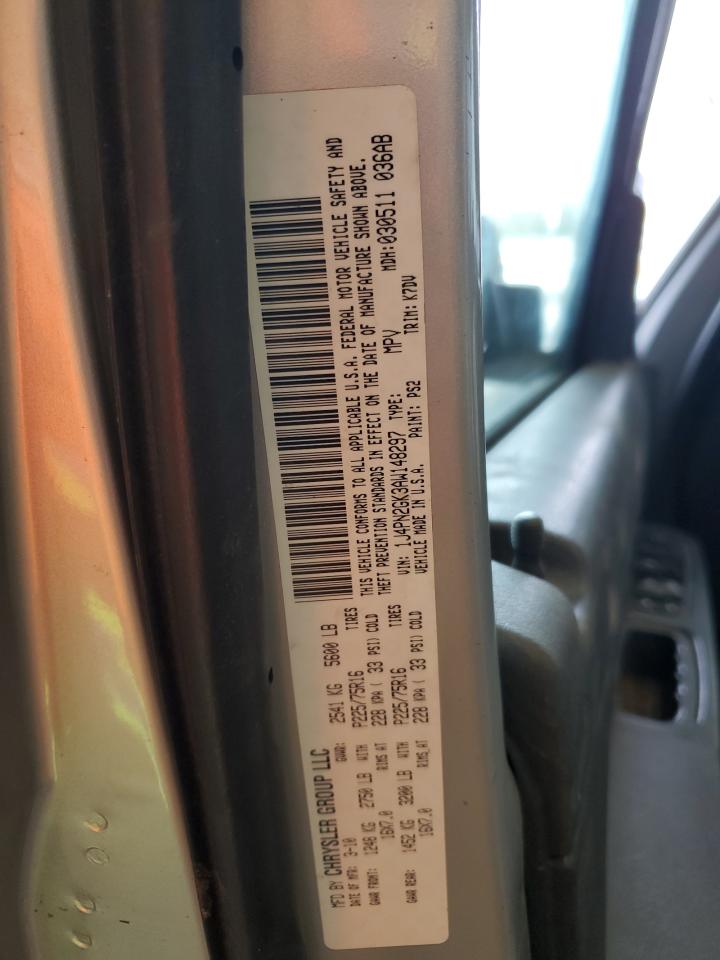 MFD BY CHRYSLER GROUP LLC
DATE OF MFR: 3-10 GVWR: 2541 KG 5600 LB
GAWR FRONT: 1248 KG 2750 LB WITH P225/75R16 TIRES
16X7.0 RIMS AT 228 KPA ( 33 PSI) COLD
GAWR REAR: 1452 KG 3200 LB WITH P225/75R16 TIRES
16X7.0 RIMS AT 228 KPA ( 33 PSI) COLD
THIS VEHICLE CONFORMS TO ALL APPLICABLE U.S.A. FEDERAL MOTOR VEHICLE SAFETY AND
THEFT PREVENTION STANDARDS IN EFFECT ON THE DATE OF MANUFACTURE SHOWN ABOVE.
VIN: 1J4PN2GK3AW148297 TYPE: MPV MDH:030511 036AB
VEHICLE MADE IN U.S.A. PAINT: PS2 TRIM: K7DV